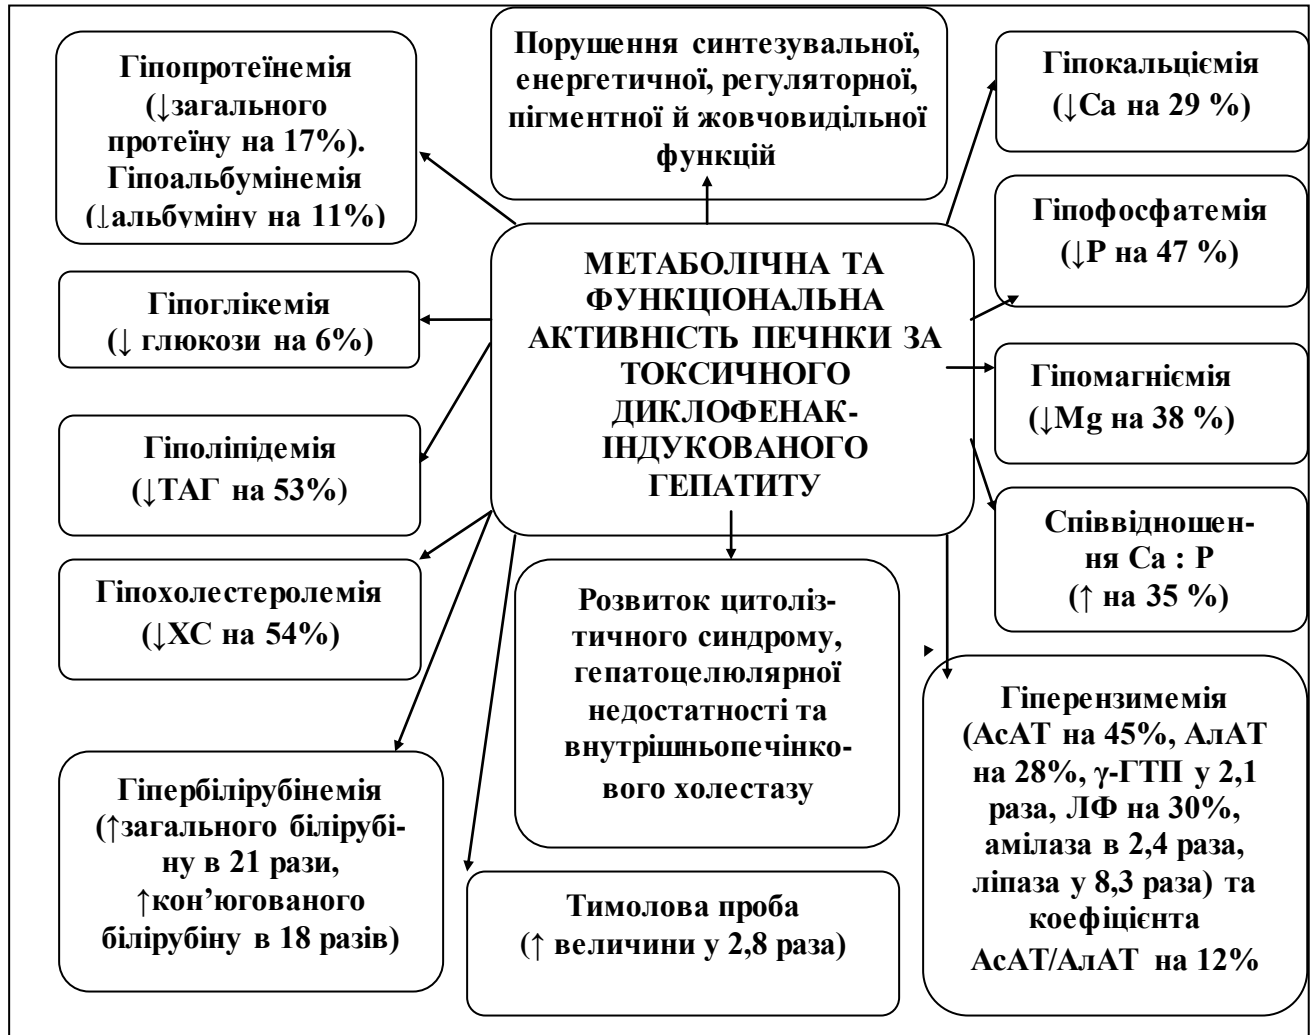 Гіпопротеїнемія
(↓загального
протеїну на 17%).
Гіпоальбумінемія
(↓альбуміну на 11%)
Порушення синтезувальної,
енергетичної, регуляторної,
пігментної й жовчовидільної
функцій
Гіпокальціємія
(↓Са на 29 %)
Гіпофосфатемія
(↓Р на 47 %)
Гіпоглікемія
(↓ глюкози на 6%)
МЕТАБОЛІЧНА ТА
ФУНКЦІОНАЛЬНА
АКТИВНІСТЬ ПЕЧНКИ ЗА
ТОКСИЧНОГО
ДИКЛОФЕНАК-
ІНДУКОВАНОГО
ГЕПАТИТУ
Гіпомагніємія
(↓Mg на 38 %)
Гіполіпідемія
(↓ТАГ на 53%)
Співвідношен-
ня Са : Р
(↑ на 35 %)
Гіпохолестеролемія
(↓ХС на 54%)
Розвиток цитоліз-
тичного синдрому,
гепатоцелюлярної
недостатності та
внутрішньопечінко-
вого холестазу
Гіперензимемія
(АсАТ на 45%, АлАТ
на 28%, γ-ГТП у 2,1
раза, ЛФ на 30%,
амілаза в 2,4 раза,
ліпаза у 8,3 раза) та
коефіцієнта
АсАТ/АлАТ на 12%
Гіпербілірубінемія
(↑загального білірубі-
ну в 21 рази,
↑кон’югованого
білірубіну в 18 разів)
Тимолова проба
(↑ величини у 2,8 раза)